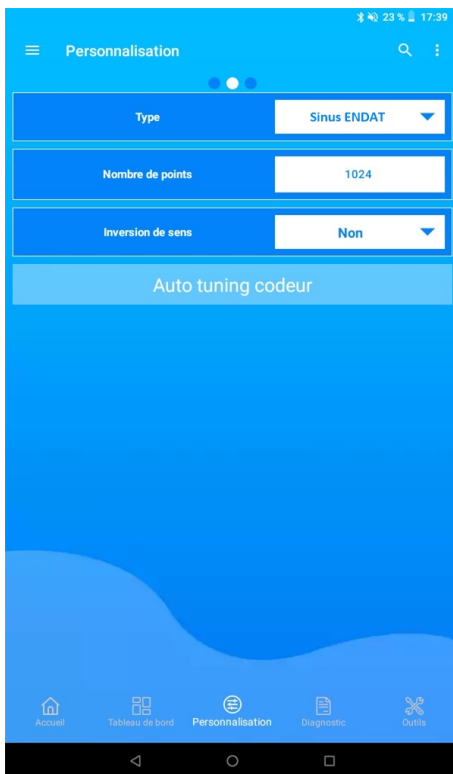 23 % 17:39
Personnalisation
Type
Sinus ENDAT
Nombre de points
1024
Inversion de sens
Non
Auto tuning codeur
Accueil
Tableau de bord
Personnalisation
Diagnostic
Outils